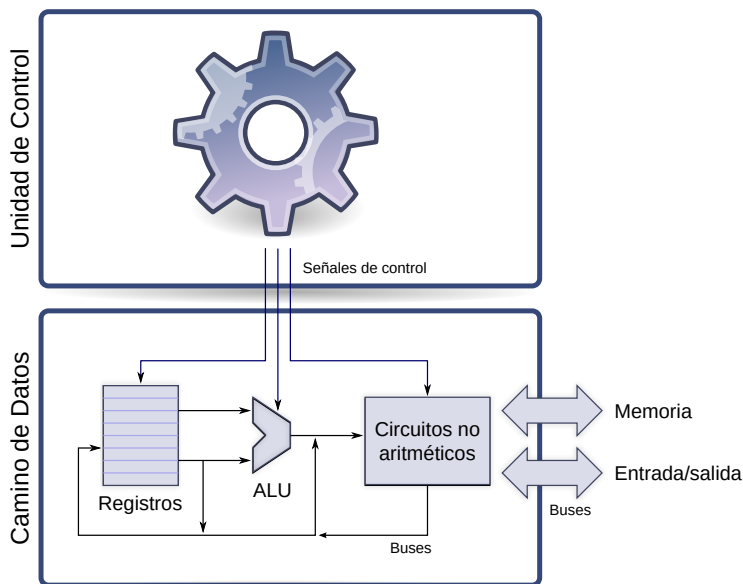 Unidad de Control
Señales de control
Camino de Datos
Registros
ALU
Circuitos no
aritméticos
Buses
Memoria
Entrada/salida
Buses